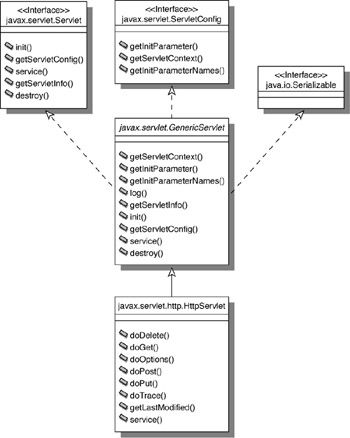 <<Interface>>
javax.servlet.Servlet
init()
getServletConfig()
service()
getServletInfo()
destroy()
<<Interface>>
javax.servlet.ServletConfig
getInitParameter()
getServletContext()
getInitParameterNames()
<<Interface>>
java.io.Serializable
javax.servlet.GenericServlet
getServletContext()
getInitParameter()
getInitParameterNames()
log()
getServletInfo()
init()
getServletConfig()
service()
destroy()
javax.servlet.http.HttpServlet
doDelete()
doGet()
doOptions()
doPost()
doPut()
doTrace()
getLastModified()
service()